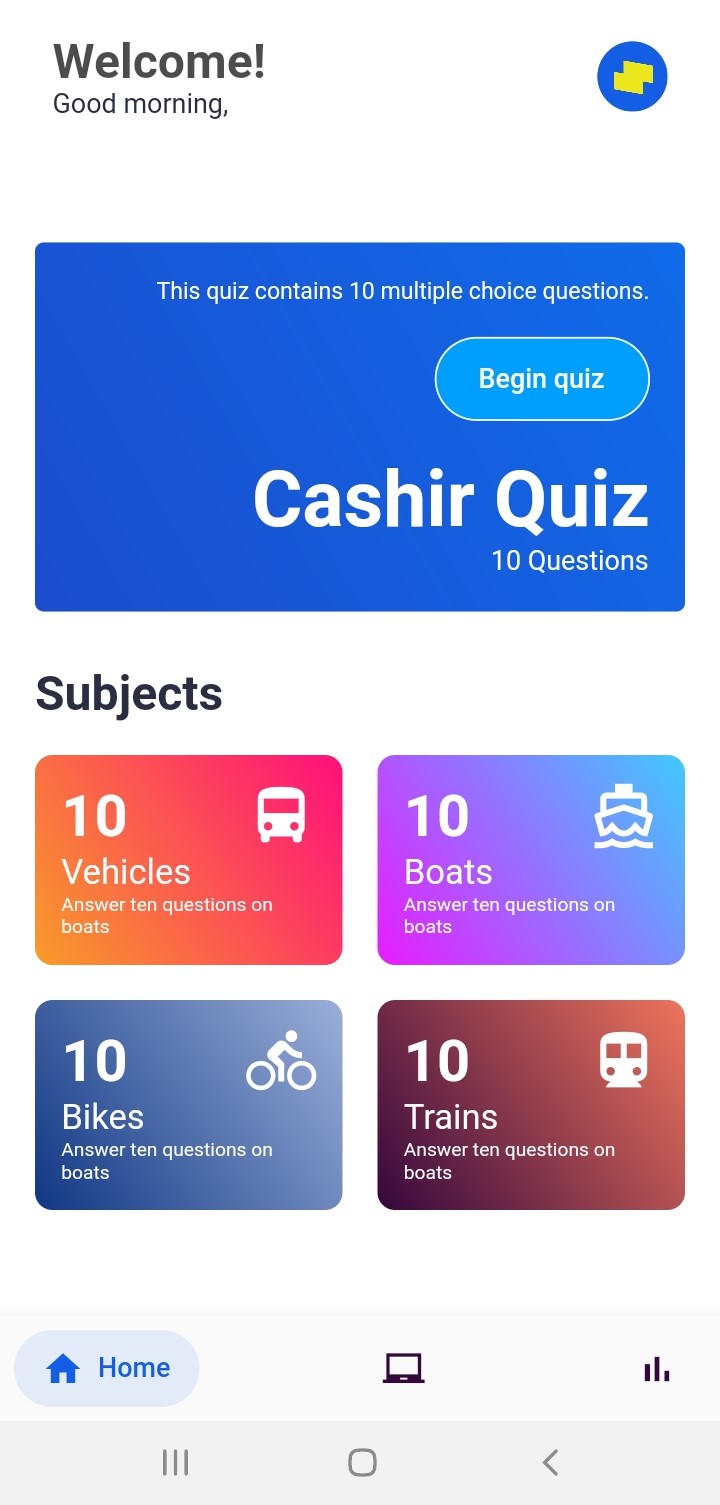 Welcome!
Good morning,
This quiz contains 10 multiple choice questions.
Begin quiz
Cashir Quiz
10 Questions
Subjects
10
Vehicles
Answer ten questions on
boats
10
Boats
Answer ten questions on
boats
10
Bikes
Answer ten questions on
boats
10
Trains
Answer ten questions on
boats
Home